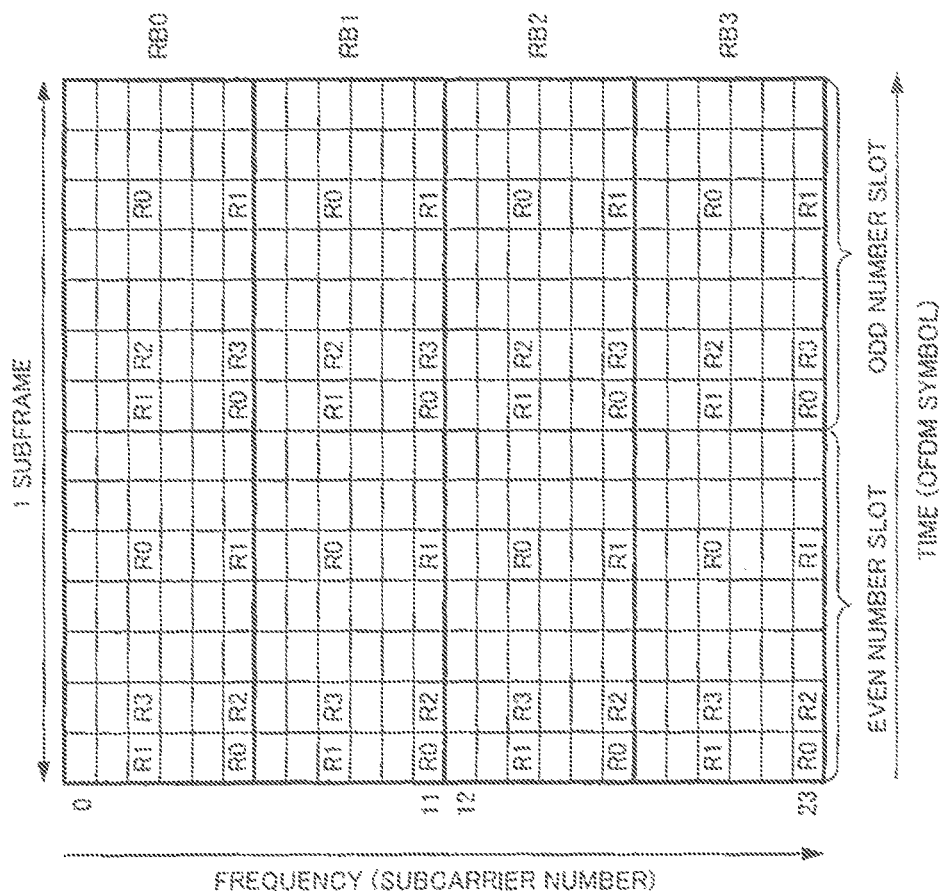 1 SUBFRAME
0
R1 R3 R0 R1 R2 R0
RB0
R0 R2 R1 R0 R3 R1
R1 R3 R0 R1 R2 R0
RB1
11
R0 R2 R1 R0 R3 R1
12
R1 R3 R0 R1 R2 R0
RB2
R0 R2 R1 R0 R3 R1
R1 R3 R0 R1 R2 R0
RB3
23
R0 R2 R1 R0 R3 R1
EVEN NUMBER SLOT
ODD NUMBER SLOT
TIME (OFDM SYMBOL)
FREQUENCY (SUBCARRIER NUMBER)